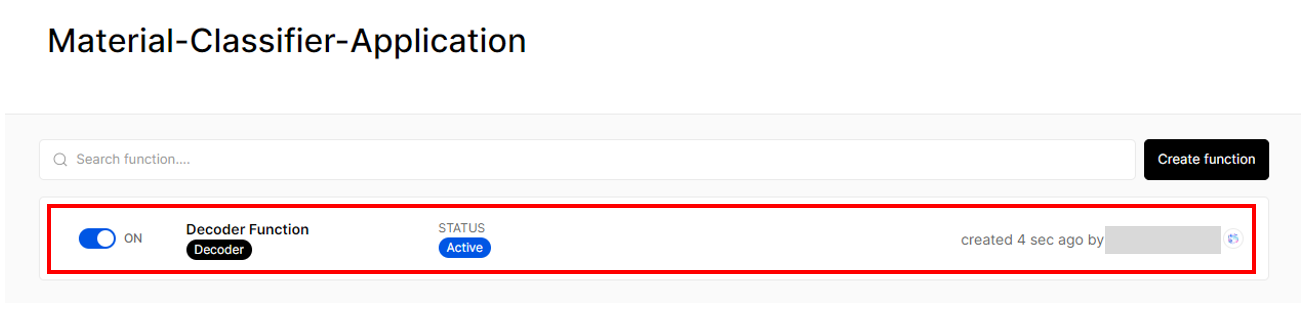 Material-Classifier-Application
Search function....
Create function
ON
Decoder Function
Decoder
STATUS
Active
created 4 sec ago by